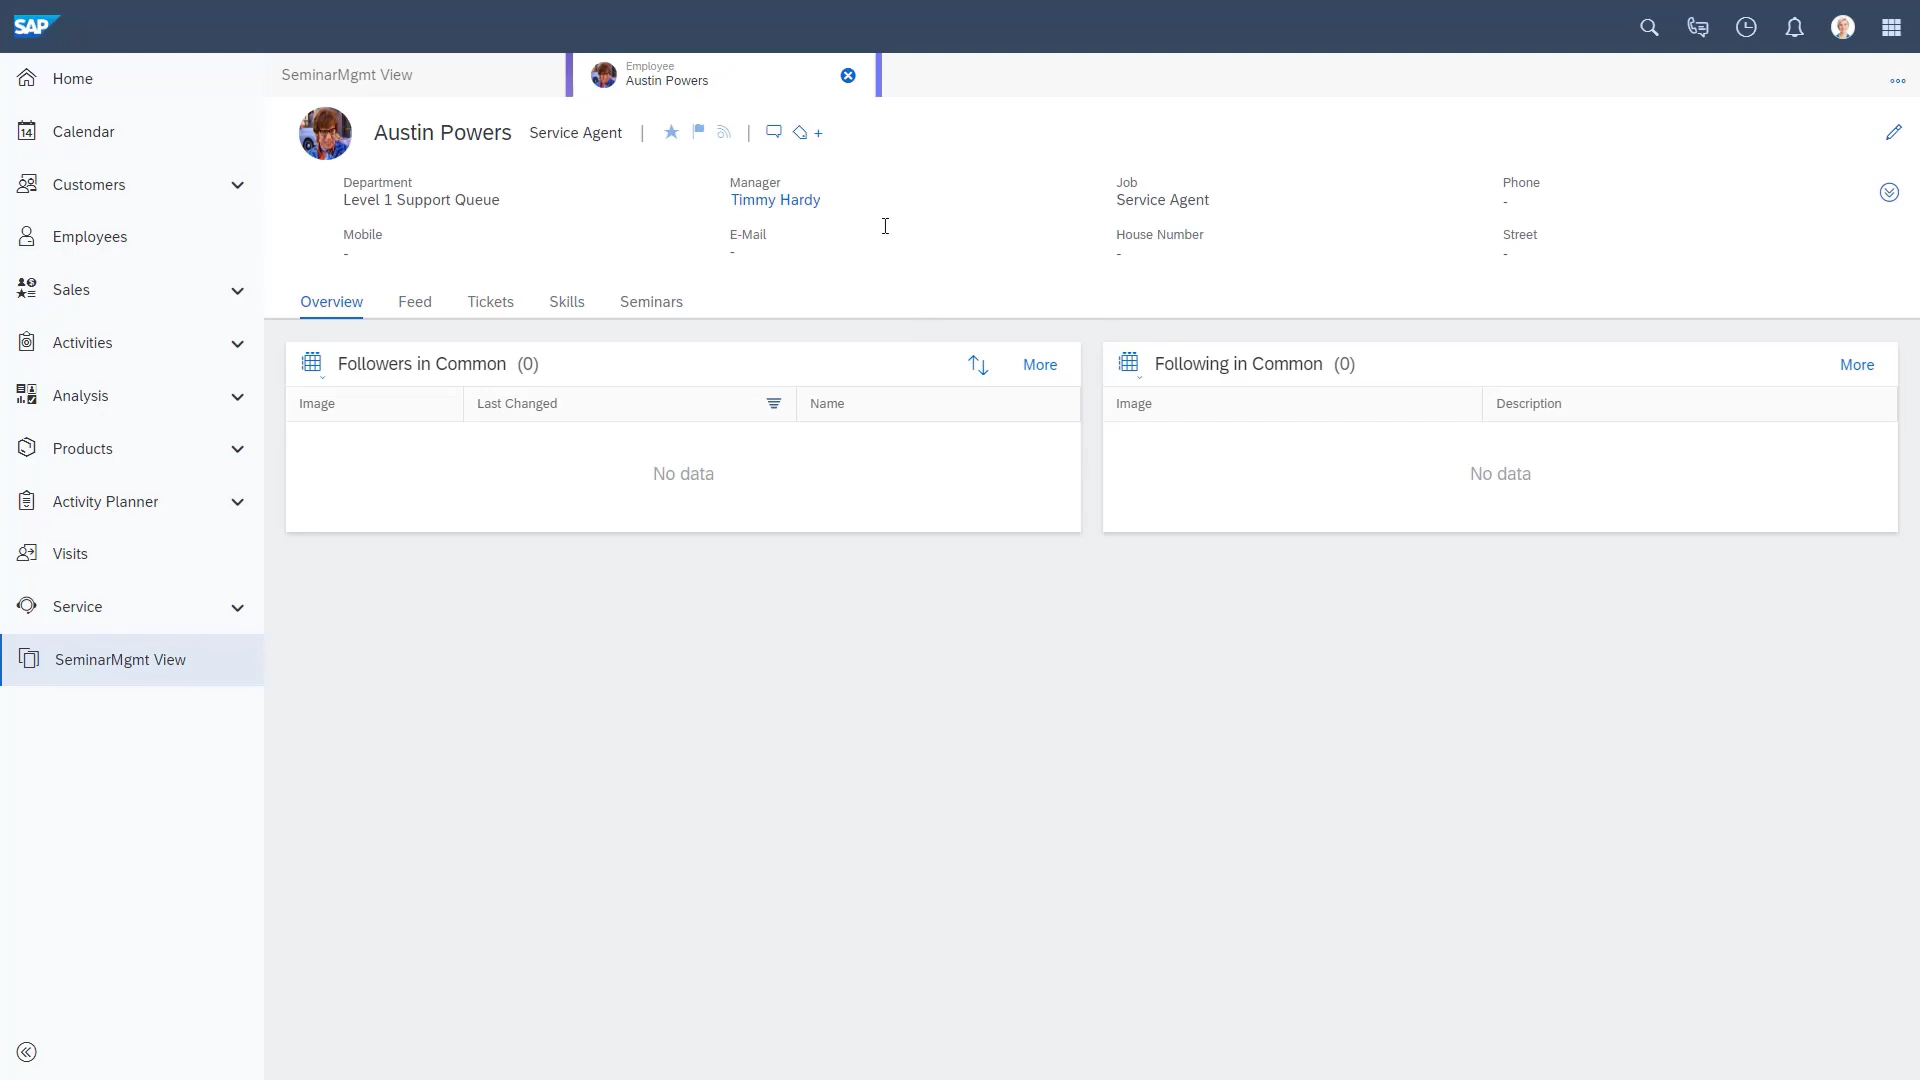 SAP
Home
14
Calendar
Customers
Employees
Sales
Activities
Analysis
Products
Activity Planner
Visits
Service
SeminarMgmt View
SeminarMgmt View
Employee
Austin Powers
Austin Powers Service Agent | | +
Department
Level 1 Support Queue
Manager
Timmy Hardy
Job
Service Agent
Phone
-
Mobile
-
E-Mail
-
House Number
-
Street
-
Overview Feed Tickets Skills Seminars
Followers in Common (0) More
Image Last Changed Name
No data
Following in Common (0) More
Image Description
No data